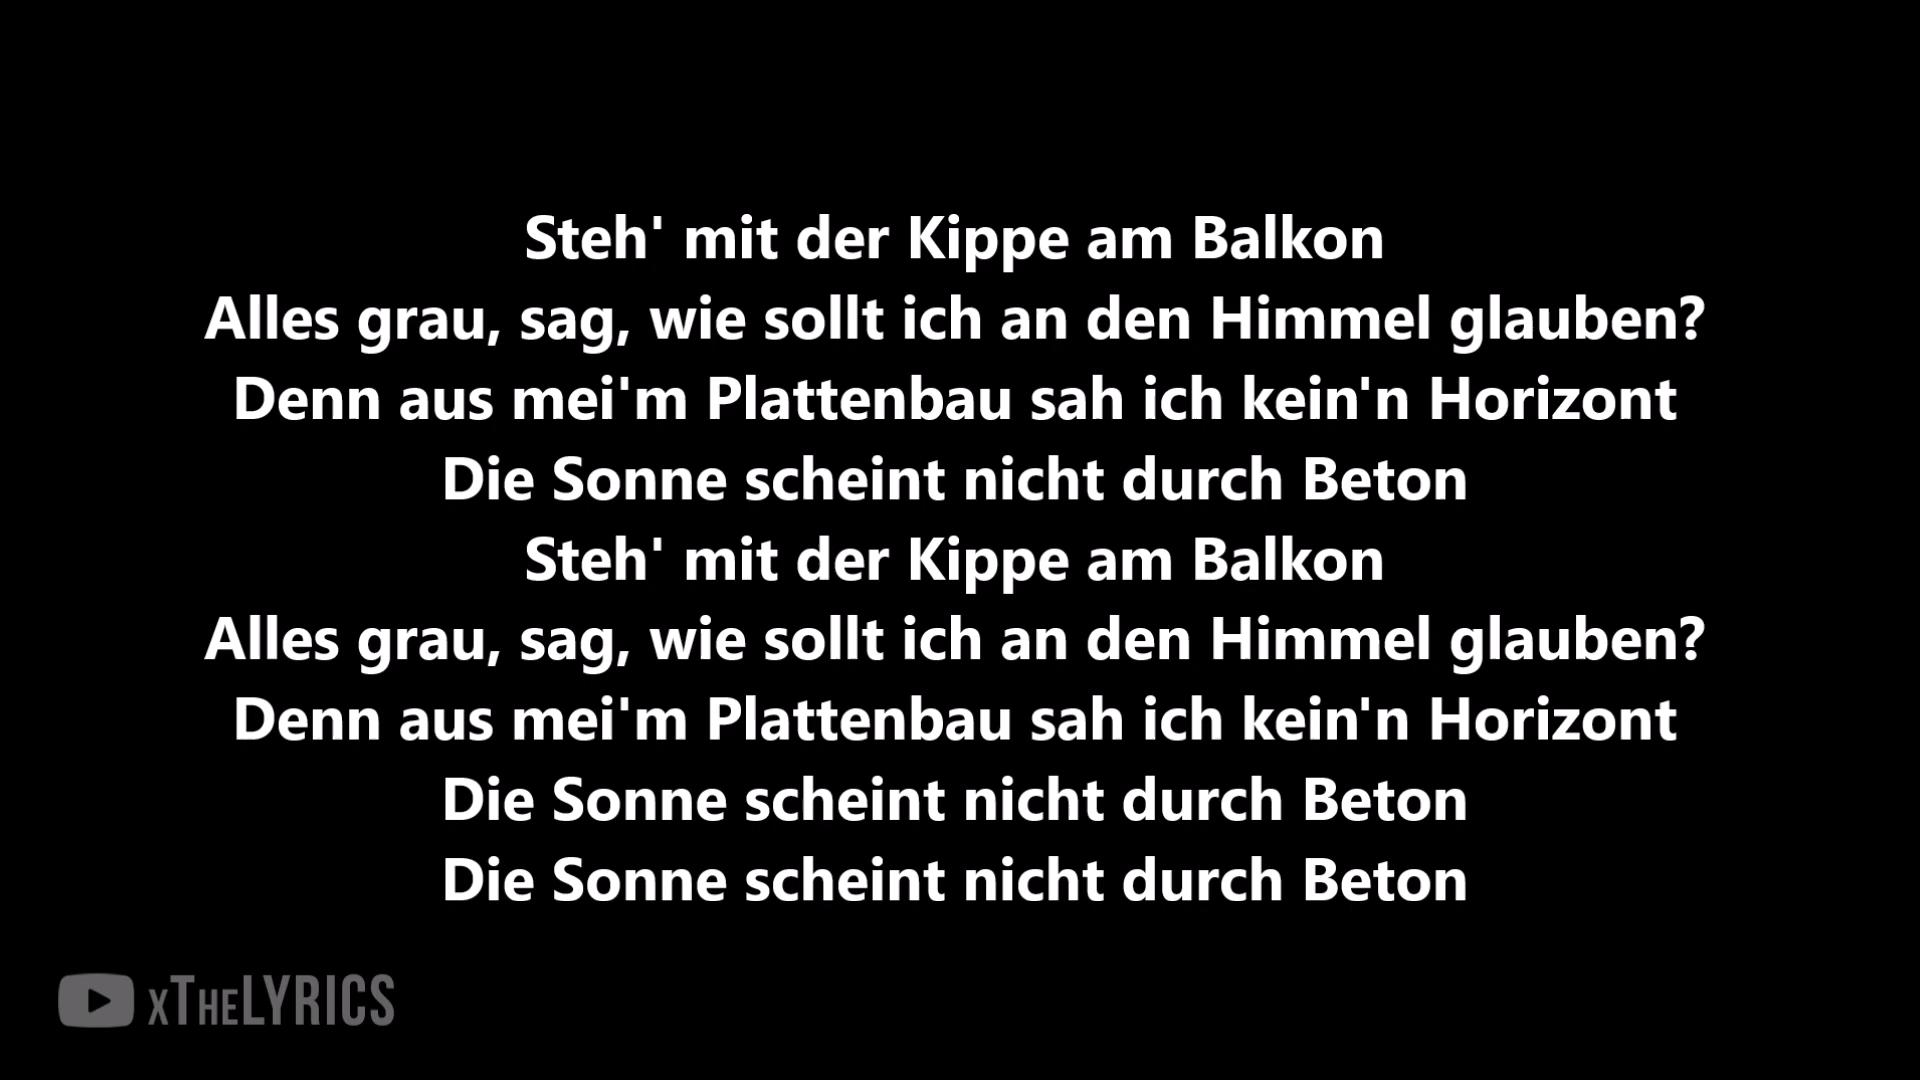 Steh' mit der Kippe am Balkon
Alles grau, sag, wie sollt ich an den Himmel glauben?
Denn aus mei'm Plattenbau sah ich kein'n Horizont
Die Sonne scheint nicht durch Beton
Steh' mit der Kippe am Balkon
Alles grau, sag, wie sollt ich an den Himmel glauben?
Denn aus mei'm Plattenbau sah ich kein'n Horizont
Die Sonne scheint nicht durch Beton
Die Sonne scheint nicht durch Beton
xTheLYRICS